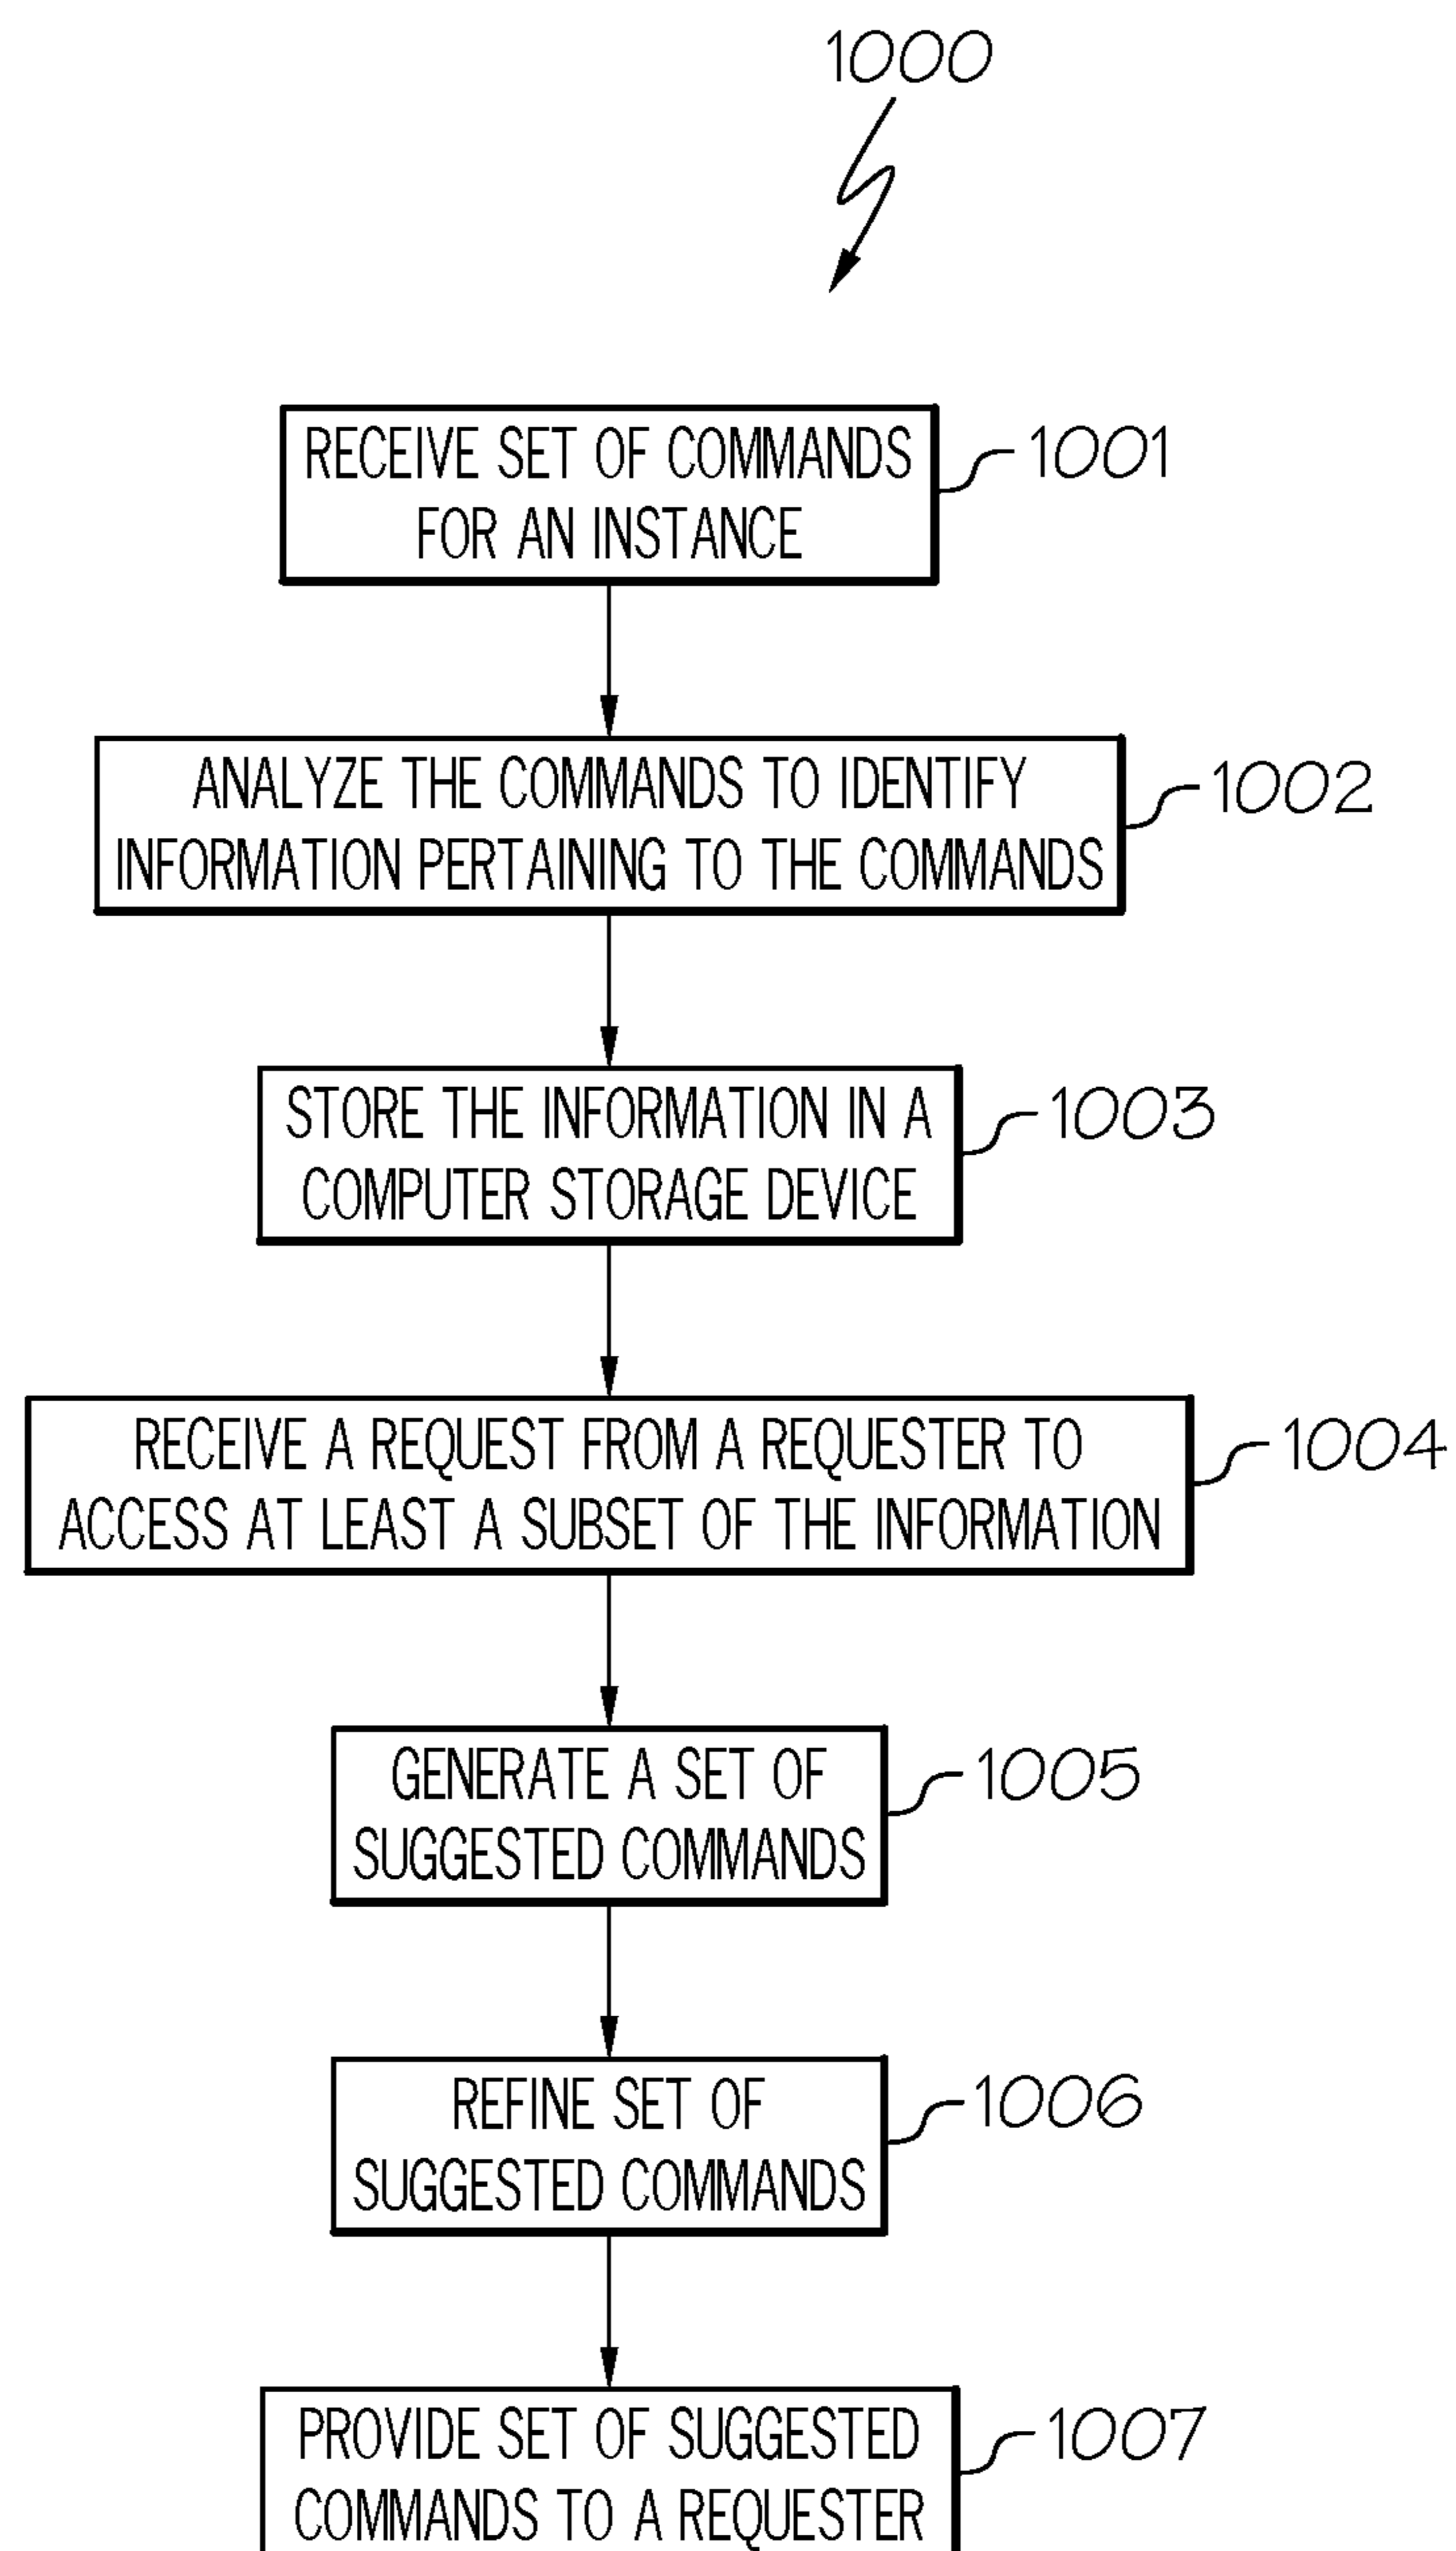 1000
RECEIVE SET OF COMMANDS
FOR AN INSTANCE
1001
ANALYZE THE COMMANDS TO IDENTIFY
INFORMATION PERTAINING TO THE COMMANDS
1002
STORE THE INFORMATION IN A
COMPUTER STORAGE DEVICE
1003
RECEIVE A REQUEST FROM A REQUESTER TO
ACCESS AT LEAST A SUBSET OF THE INFORMATION
1004
GENERATE A SET OF
SUGGESTED COMMANDS
1005
REFINE SET OF
SUGGESTED COMMANDS
1006
PROVIDE SET OF SUGGESTED
COMMANDS TO A REQUESTER
1007